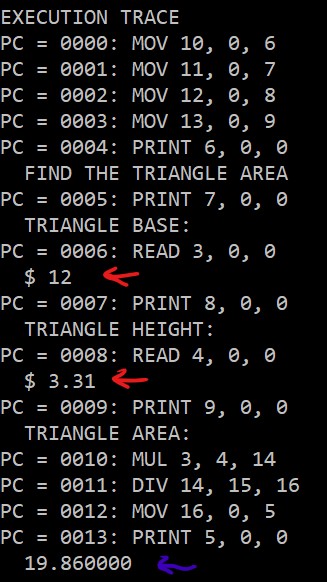 EXECUTION TRACE
PC = 0000: MOV 10, 0, 6
PC = 0001: MOV 11, 0, 7
PC = 0002: MOV 12, 0, 8
PC = 0003: MOV 13, 0, 9
PC = 0004: PRINT 6, 0, 0
FIND THE TRIANGLE AREA
PC = 0005: PRINT 7, 0, 0
TRIANGLE BASE:
PC = 0006: READ 3, 0, 0
$ 12
PC = 0007: PRINT 8, 0, 0
TRIANGLE HEIGHT:
PC = 0008: READ 4, 0, 0
$ 3.31
PC = 0009: PRINT 9, 0, 0
TRIANGLE AREA:
PC = 0010: MUL 3, 4, 14
PC = 0011: DIV 14, 15, 16
PC = 0012: MOV 16, 0, 5
PC = 0013: PRINT 5, 0, 0
19.860000